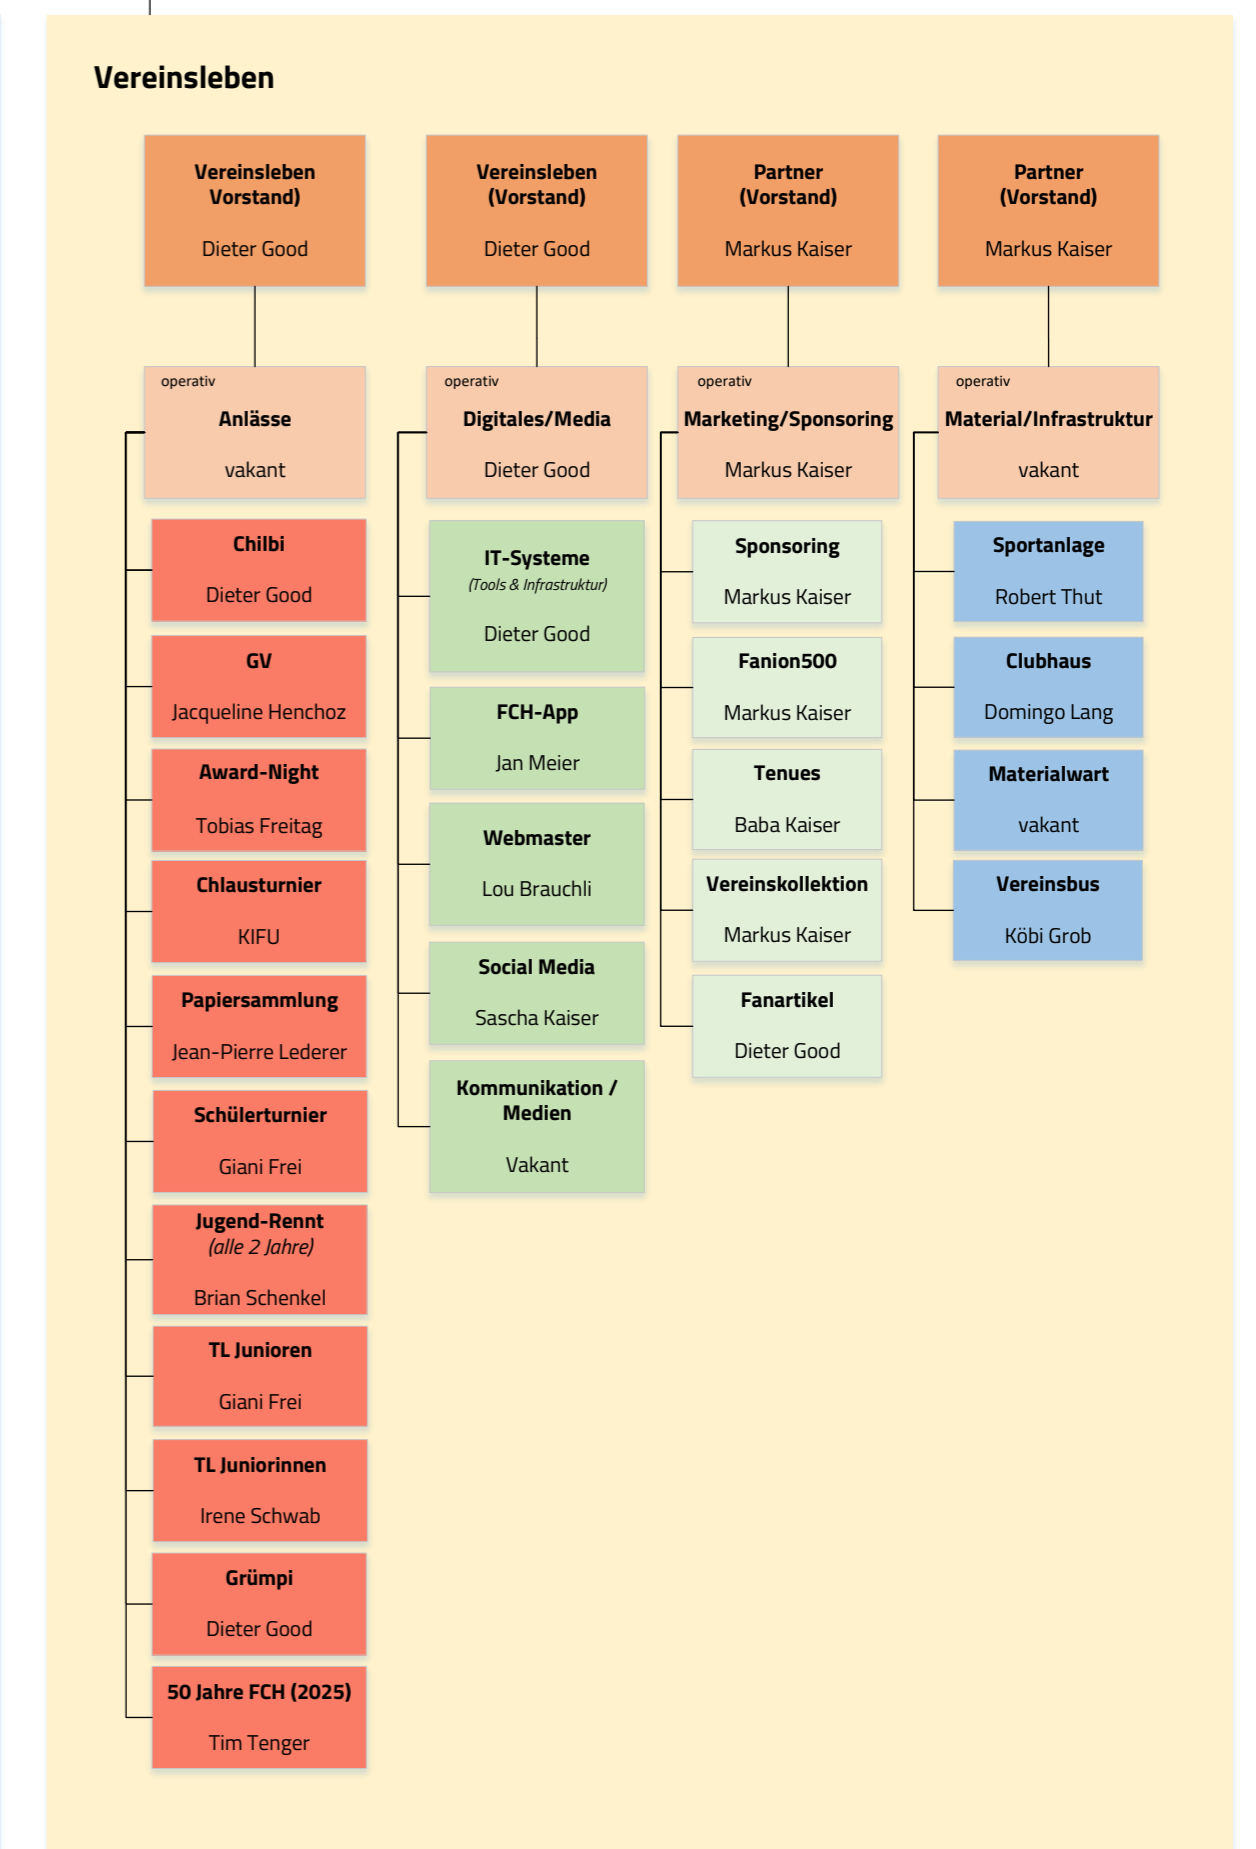 Vereinsleben
Vereinsleben
Vorstand)
Dieter Good
operativ
Anlässe
vakant
Chilbi
Dieter Good
GV
Jacqueline Henchoz
Award-Night
Tobias Freitag
Chlausturnier
KIFU
Papiersammlung
Jean-Pierre Lederer
Schülerturnier
Giani Frei
Jugend-Rennt
(alle 2 Jahre)
Brian Schenkel
TL Junioren
Giani Frei
TL Juniorinnen
Irene Schwab
Grümpi
Dieter Good
50 Jahre FCH (2025)
Tim Tenger
Vereinsleben
(Vorstand)
Dieter Good
operativ
Digitales/Media
Dieter Good
IT-Systeme
(Tools & Infrastruktur)
Dieter Good
FCH-App
Jan Meier
Webmaster
Lou Brauchli
Social Media
Sascha Kaiser
Kommunikation /
Medien
Vakant
Partner
(Vorstand)
Markus Kaiser
operativ
Marketing/Sponsoring
Markus Kaiser
Sponsoring
Markus Kaiser
Fanion500
Markus Kaiser
Tenues
Baba Kaiser
Vereinskollektion
Markus Kaiser
Fanartikel
Dieter Good
Partner
(Vorstand)
Markus Kaiser
operativ
Material/Infrastruktur
vakant
Sportanlage
Robert Thut
Clubhaus
Domingo Lang
Materialwart
vakant
Vereinsbus
Köbi Grob